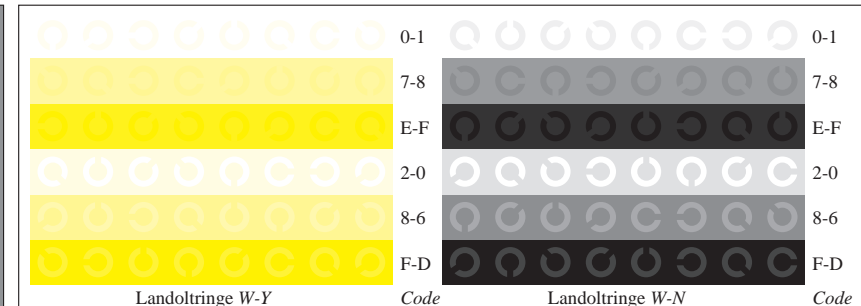 0-1 0-1
7-8 7-8
E-F E-F
2-0 2-0
8-6 8-6
F-D F-D
Landoltringe W-Y Code Landoltringe W-N Code